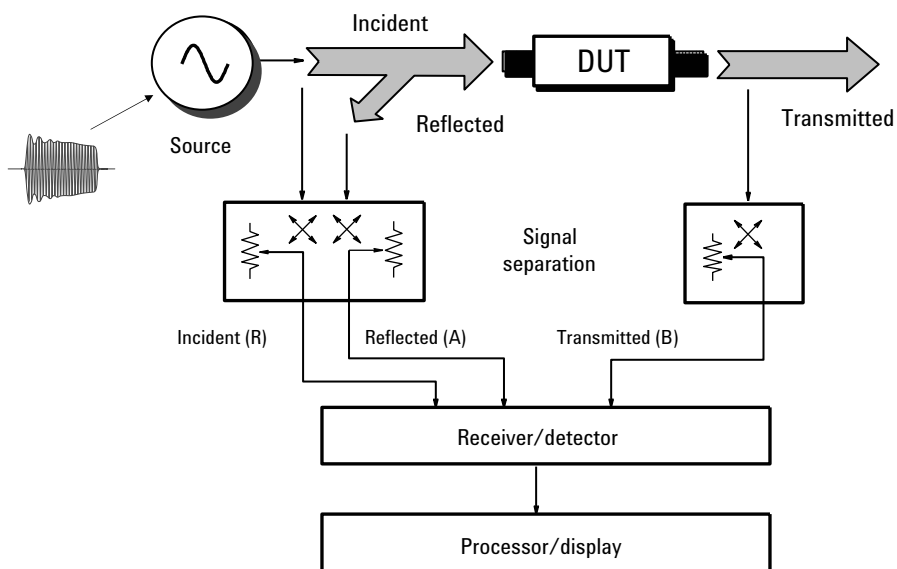 Incident
DUT
Reflected
Transmitted
Source
Signal
separation
Incident (R)
Reflected (A)
Transmitted (B)
Receiver/detector
Processor/display